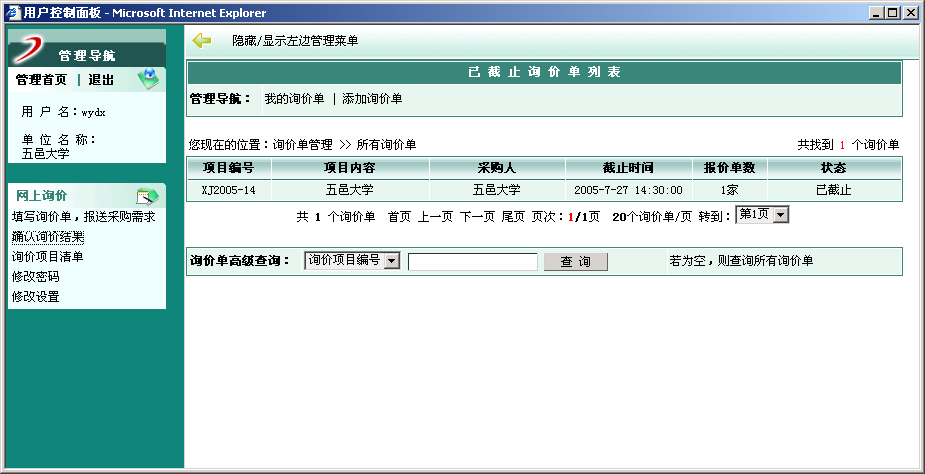 用户控制面板 - Microsoft Internet Explorer
管理导航
管理首页 | 退出
用 户 名：wydx
单 位 名 称：
五邑大学
网上询价
填写询价单，报送采购需求
确认询价结果
询价项目清单
修改密码
修改设置
隐藏/显示左边管理菜单
已 截 止 询 价 单 列 表
管理导航： 我的询价单 | 添加询价单
您现在的位置：询价单管理 >> 所有询价单 共找到 1 个询价单
项目编号 项目内容 采购人 截止时间 报价单数 状态
XJ2005-14 五邑大学 五邑大学 2005-7-27 14:30:00 1家 已截止
共 1 个询价单 首页 上一页 下一页 尾页 页次：1/1页 20个询价单/页 转到：第1页
询价单高级查询： 询价项目编号 查 询 若为空，则查询所有询价单